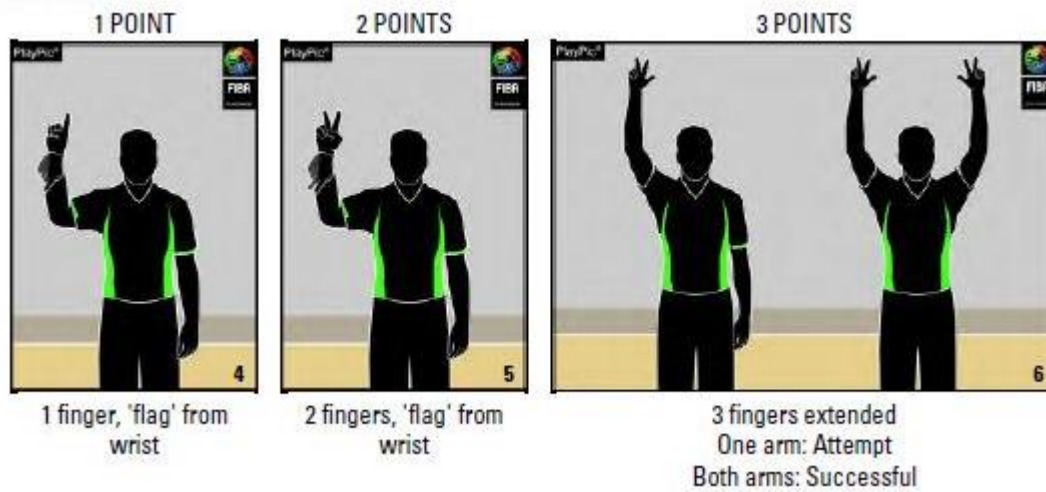 1 POINT
PlayPic®
FIBA
4
1 finger, 'flag' from
wrist
2 POINTS
PlayPic®
FIBA
5
2 fingers, 'flag' from
wrist
3 POINTS
PlayPic®
FIBA
6
3 fingers extended
One arm: Attempt
Both arms: Successful